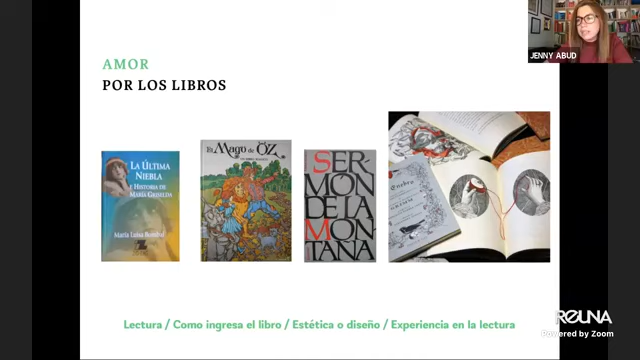 AMOR
POR LOS LIBROS
JENNY ABUD
LA ÚLTIMA
NIEBLA
E HISTORIA DE
MARÍA GRISELDA
María Luisa Bombal
El Mago de OZ
SER-
MÓN
DE LA
MON-
TAÑA
Enebro
GRIMM
Lectura / Como ingresa el libro / Estética o diseño / Experiencia en la lectura
REUNA
Powered by Zoom